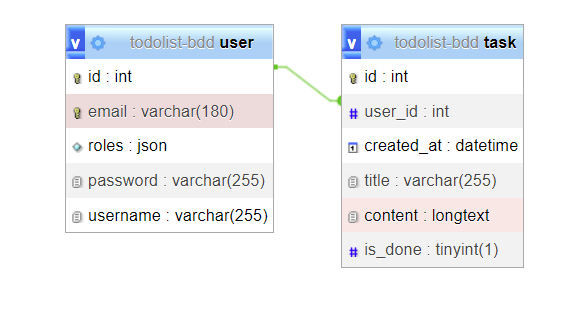 v todolist-bdd user
id : int
email : varchar(180)
roles : json
password : varchar(255)
username : varchar(255)
v todolist-bdd task
id : int
# user_id : int
1 created_at : datetime
title : varchar(255)
content : longtext
# is_done : tinyint(1)